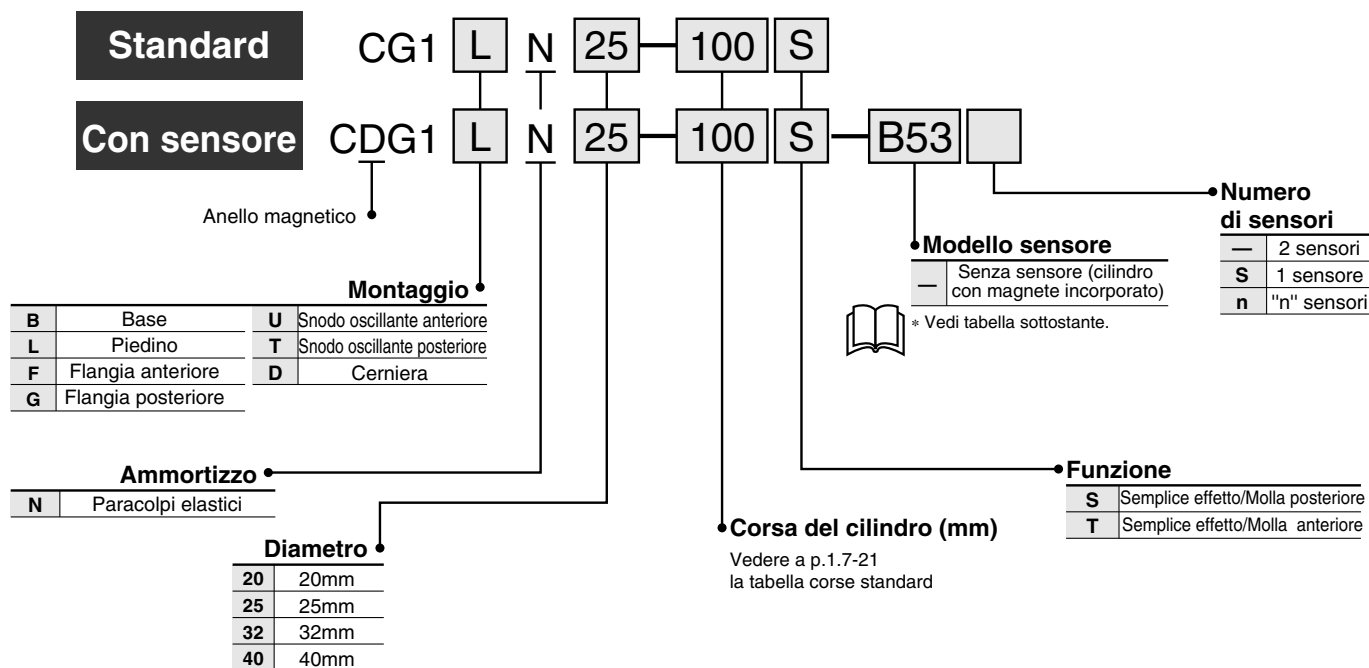 Standard CG1 L N 25 100 S
Con sensore CDG1 L N 25 100 S B53
Anello magnetico
Montaggio
B Base U Snodo oscillante anteriore
L Piedino T Snodo oscillante posteriore
F Flangia anteriore D Cerniera
G Flangia posteriore
Modello sensore
— Senza sensore (cilindro
con magnete incorporato)
* Vedi tabella sottostante.
Numero
di sensori
— 2 sensori
S 1 sensore
n "n" sensori
Ammortizzo
N Paracolpi elastici
Diametro
20 20mm
25 25mm
32 32mm
40 40mm
Corsa del cilindro (mm)
Vedere a p.1.7-21
la tabella corse standard
Funzione
S Semplice effetto/Molla posteriore
T Semplice effetto/Molla anteriore